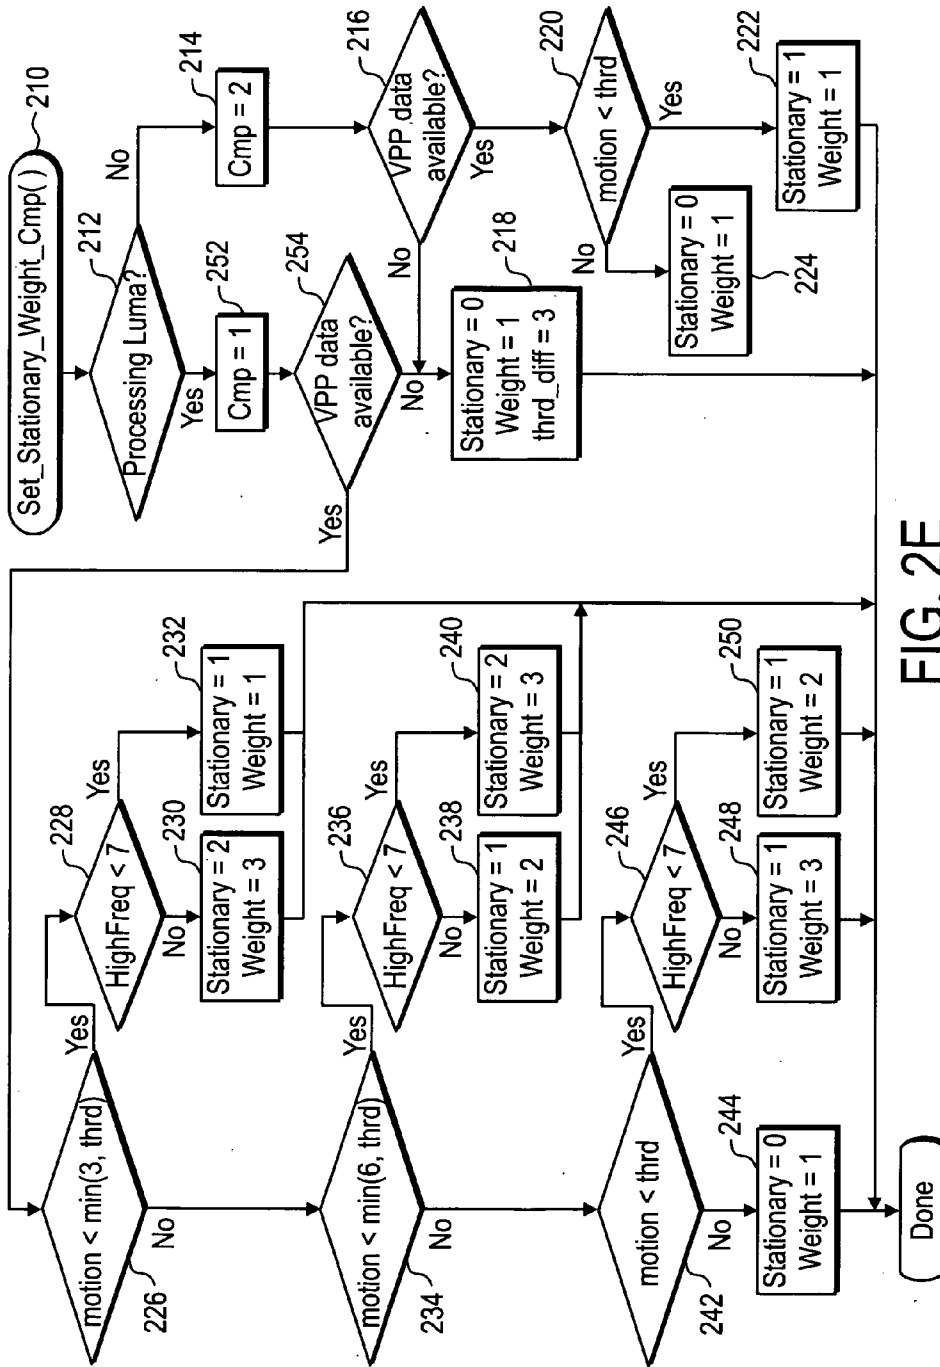 Set_Stationary_Weight_Cmp( )
210
Processing Luma?
212
No
Yes
Cmp = 2
214
Cmp = 1
252
VPP data
available?
216
No
Yes
VPP data
available?
254
Yes
No
Stationary = 0
Weight = 1
thrd_diff = 3
218
motion < thrd
220
No
Yes
Stationary = 1
Weight = 1
222
Stationary = 0
Weight = 1
224
motion < min(3, thrd)
226
Yes
No
HighFreq < 7
228
Yes
No
Stationary = 2
Weight = 3
230
Stationary = 1
Weight = 1
232
motion < min(6, thrd)
234
Yes
No
HighFreq < 7
236
Yes
No
Stationary = 1
Weight = 2
238
Stationary = 2
Weight = 3
240
motion < thrd
242
Yes
No
Stationary = 0
Weight = 1
244
HighFreq < 7
246
Yes
No
Stationary = 1
Weight = 3
248
Stationary = 1
Weight = 2
250
Done
FIG. 2E